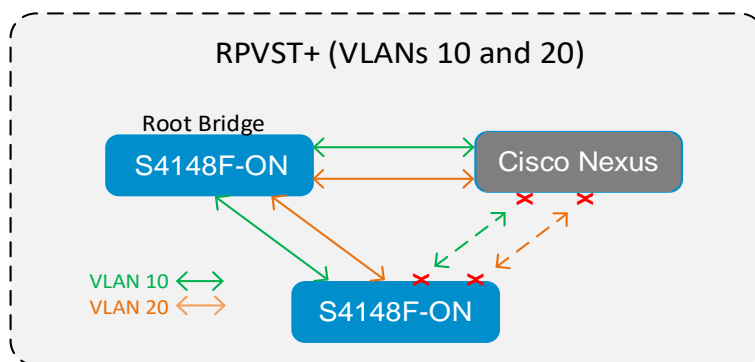 RPVST+ (VLANs 10 and 20)
Root Bridge
S4148F-ON
Cisco Nexus
VLAN 10
VLAN 20
S4148F-ON